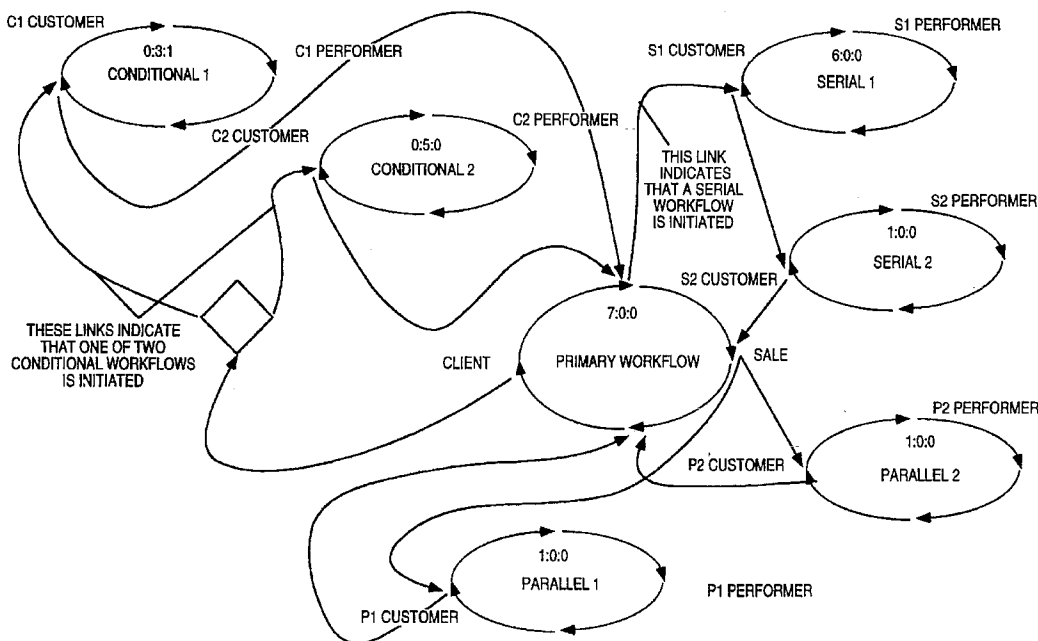 C1 CUSTOMER
0:3:1
CONDITIONAL 1
C1 PERFORMER
S1 CUSTOMER
S1 PERFORMER
6:0:0
SERIAL 1
C2 CUSTOMER
0:5:0
CONDITIONAL 2
C2 PERFORMER
THIS LINK
INDICATES
THAT A SERIAL
WORKFLOW
IS INITIATED
S2 PERFORMER
1:0:0
SERIAL 2
S2 CUSTOMER
THESE LINKS INDICATE
THAT ONE OF TWO
CONDITIONAL WORKFLOWS
IS INITIATED
CLIENT
7:0:0
PRIMARY WORKFLOW
SALE
P2 PERFORMER
1:0:0
PARALLEL 2
P2 CUSTOMER
1:0:0
PARALLEL 1
P1 CUSTOMER
P1 PERFORMER